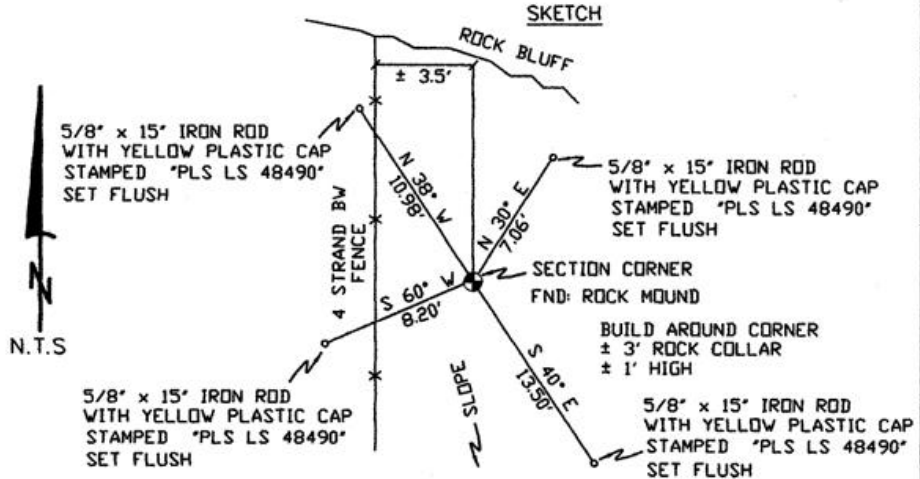 SKETCH
ROCK BLUFF
± 3.5'
5/8" x 15" IRON ROD
WITH YELLOW PLASTIC CAP
STAMPED "PLS LS 48490"
SET FLUSH
N 38° W
10.98'
N 30° E
7.06'
5/8" x 15" IRON ROD
WITH YELLOW PLASTIC CAP
STAMPED "PLS LS 48490"
SET FLUSH
4 STRAND BW
FENCE
N
N.T.S
S 60° W
8.20'
SECTION CORNER
FND: ROCK MOUND
BUILD AROUND CORNER
± 3' ROCK COLLAR
± 1' HIGH
SLOPE
S 40° E
13.50'
5/8" x 15" IRON ROD
WITH YELLOW PLASTIC CAP
STAMPED "PLS LS 48490"
SET FLUSH
5/8" x 15" IRON ROD
WITH YELLOW PLASTIC CAP
STAMPED "PLS LS 48490"
SET FLUSH